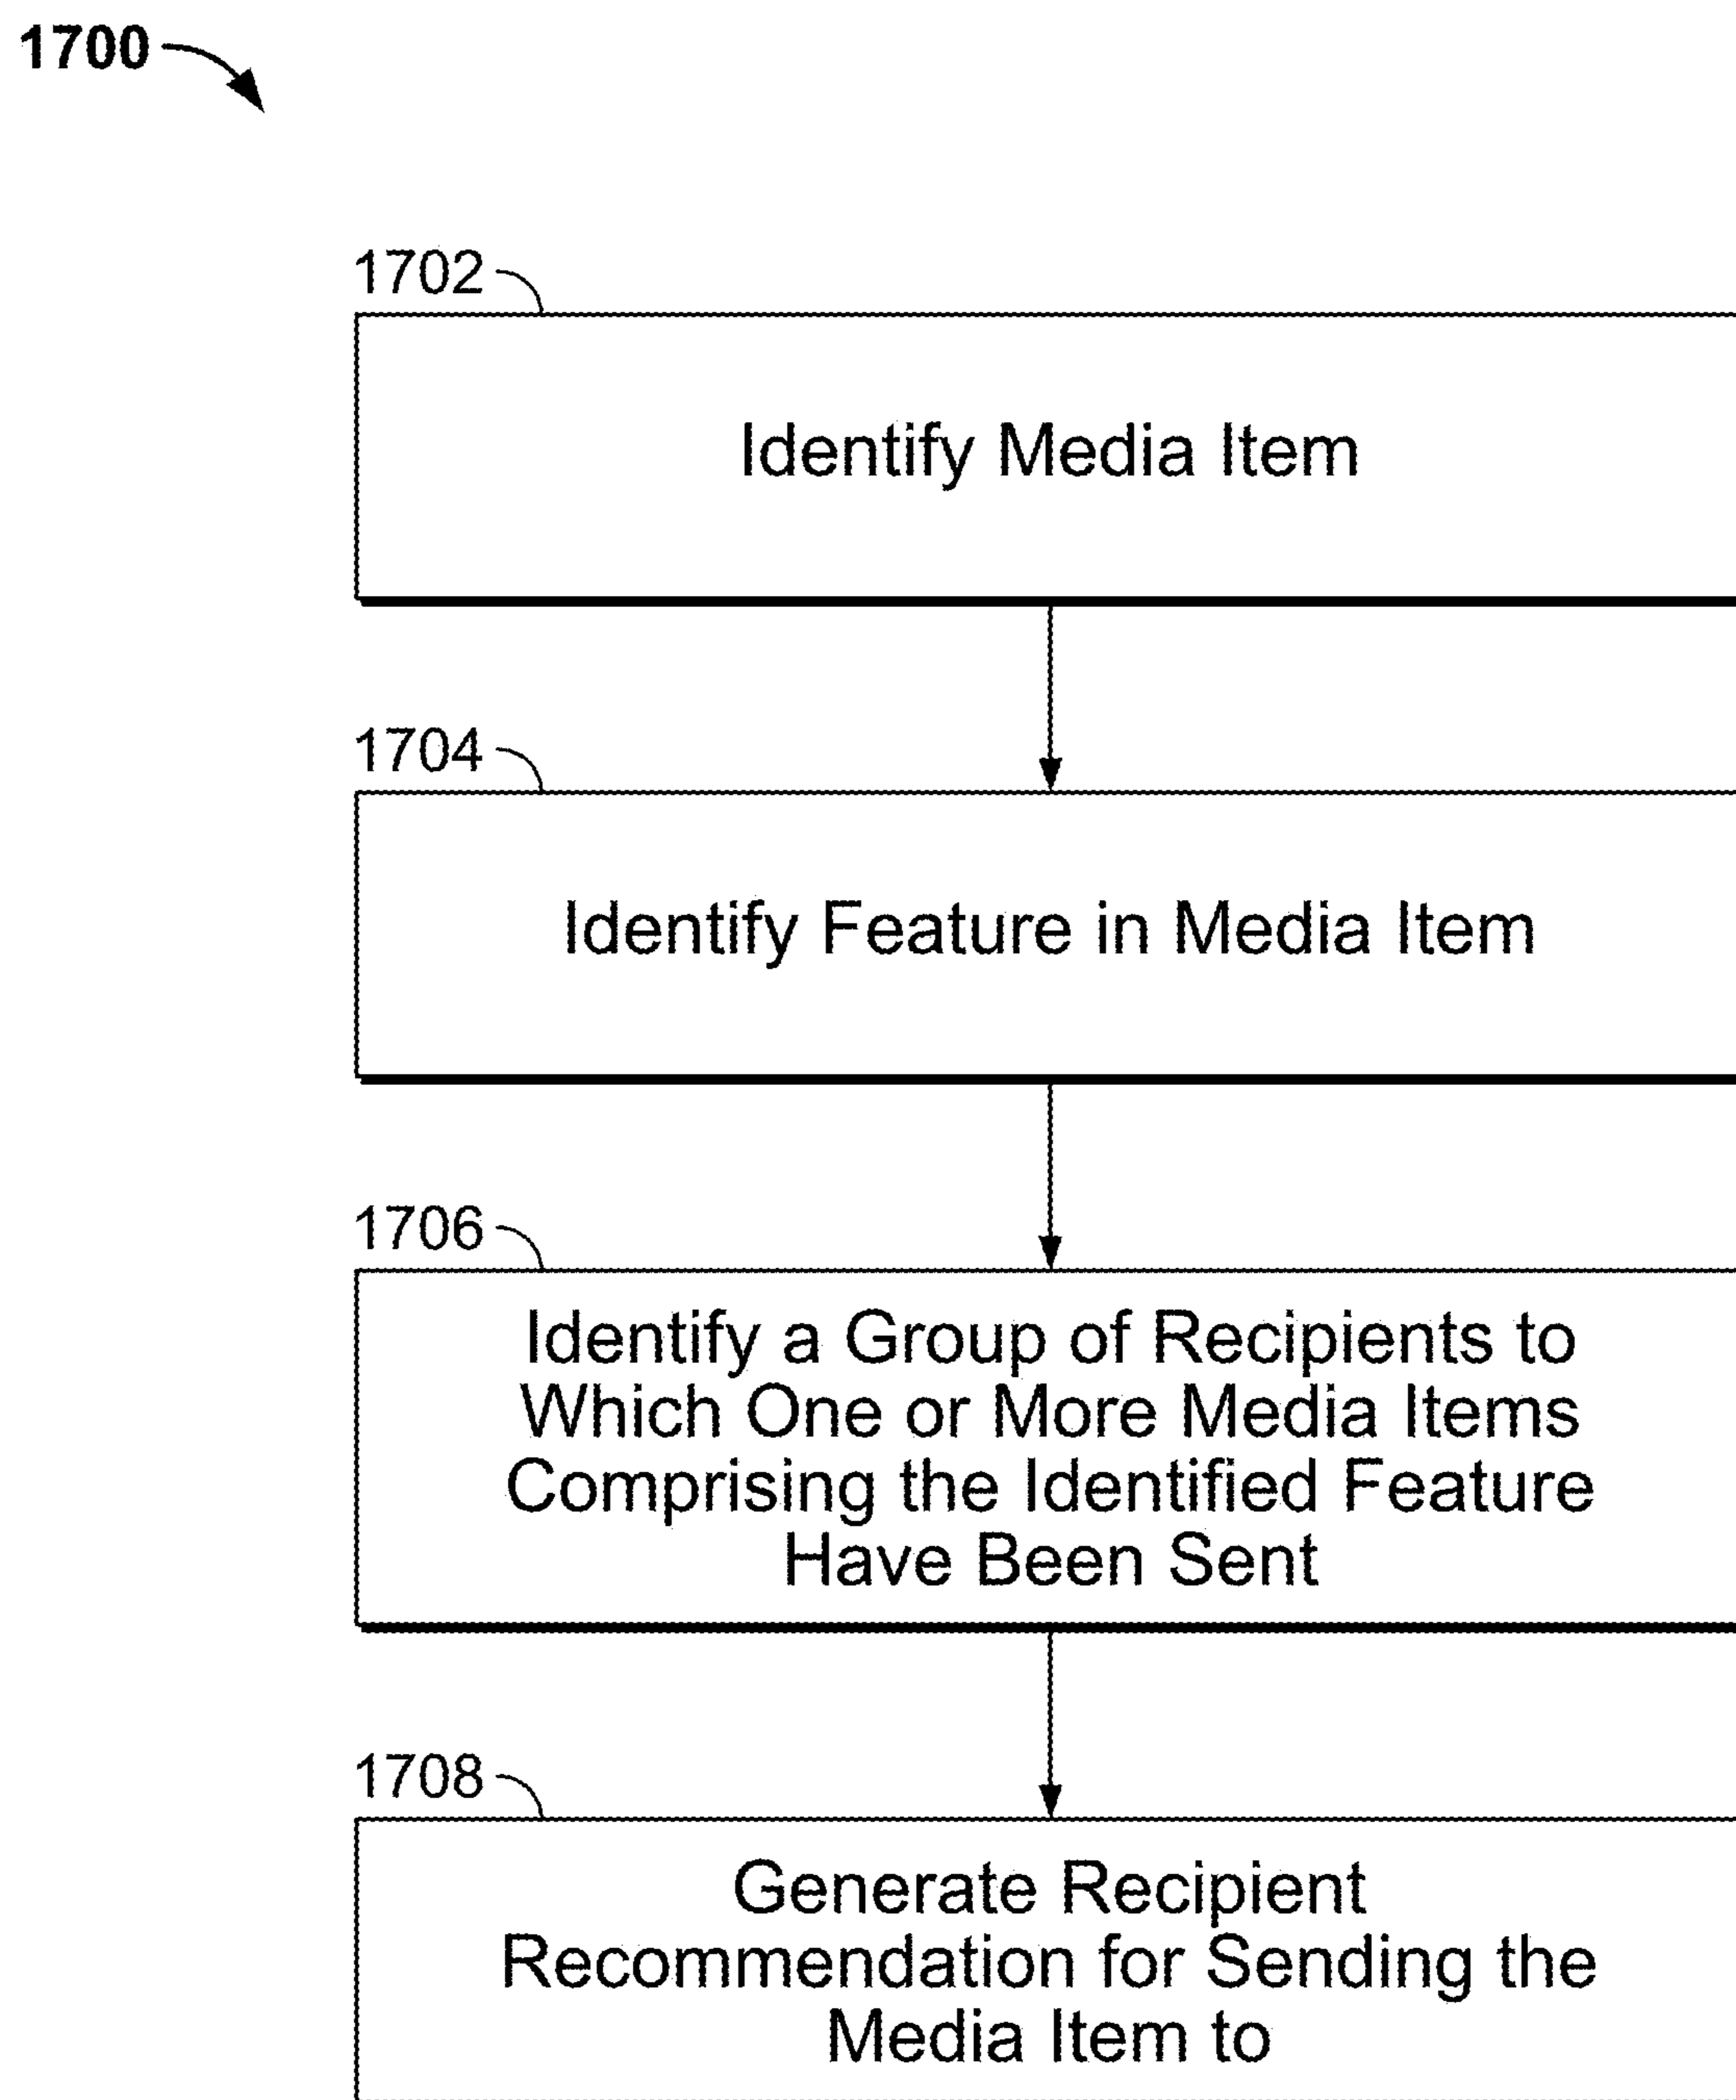 1700
1702
Identify Media Item
1704
Identify Feature in Media Item
1706
Identify a Group of Recipients to
Which One or More Media Items
Comprising the Identified Feature
Have Been Sent
1708
Generate Recipient
Recommendation for Sending the
Media Item to